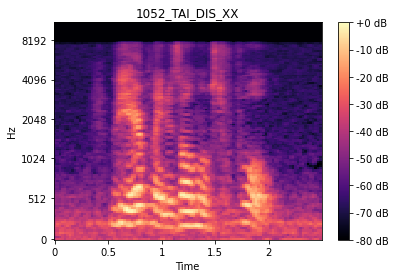 1052_TAI_DIS_XX
Hz
8192
4096
2048
1024
512
0
0
0.5
1
1.5
2
Time
+0 dB
-10 dB
-20 dB
-30 dB
-40 dB
-50 dB
-60 dB
-70 dB
-80 dB